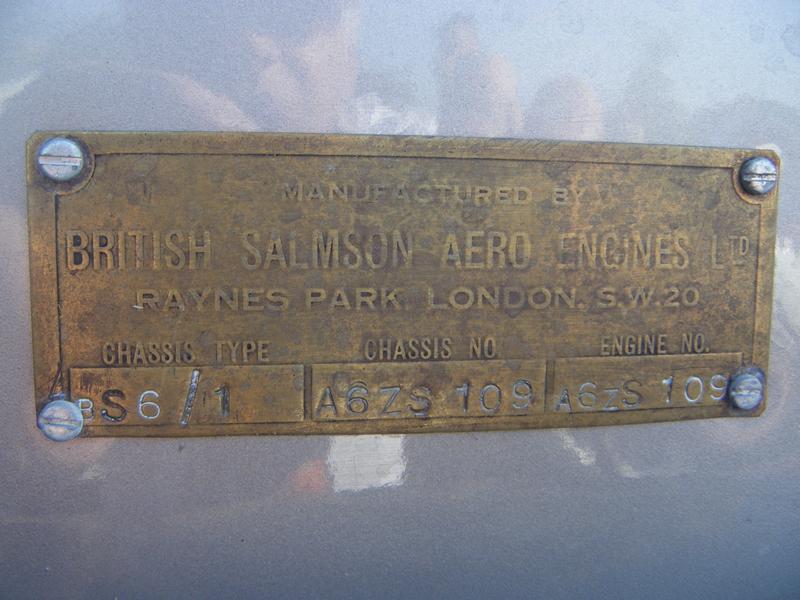 MANUFACTURED BY
BRITISH SALMSON AERO ENGINES LTD
RAYNES PARK. LONDON. S.W.20
CHASSIS TYPE CHASSIS NO. ENGINE NO.
BS6/1 A6ZS 109 A6ZS 109